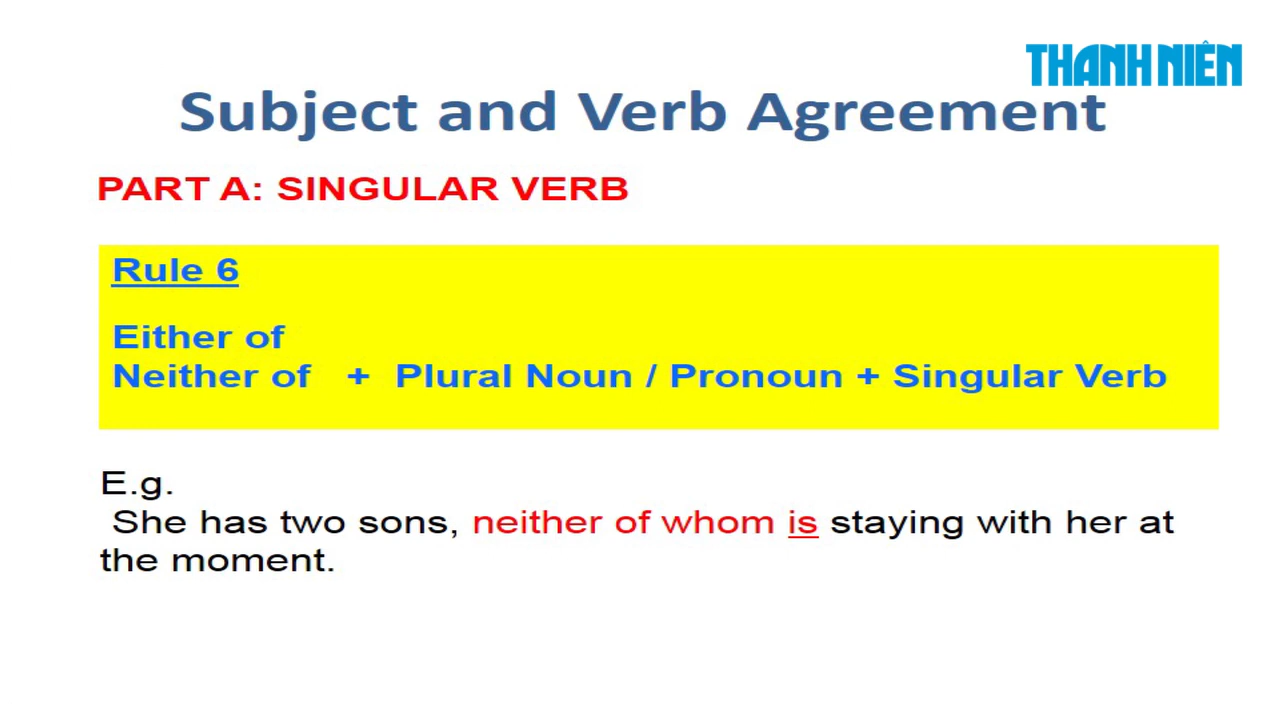 THANH NIÊN
Subject and Verb Agreement
PART A: SINGULAR VERB
Rule 6
Either of
Neither of + Plural Noun / Pronoun + Singular Verb
E.g.
She has two sons, neither of whom is staying with her at
the moment.